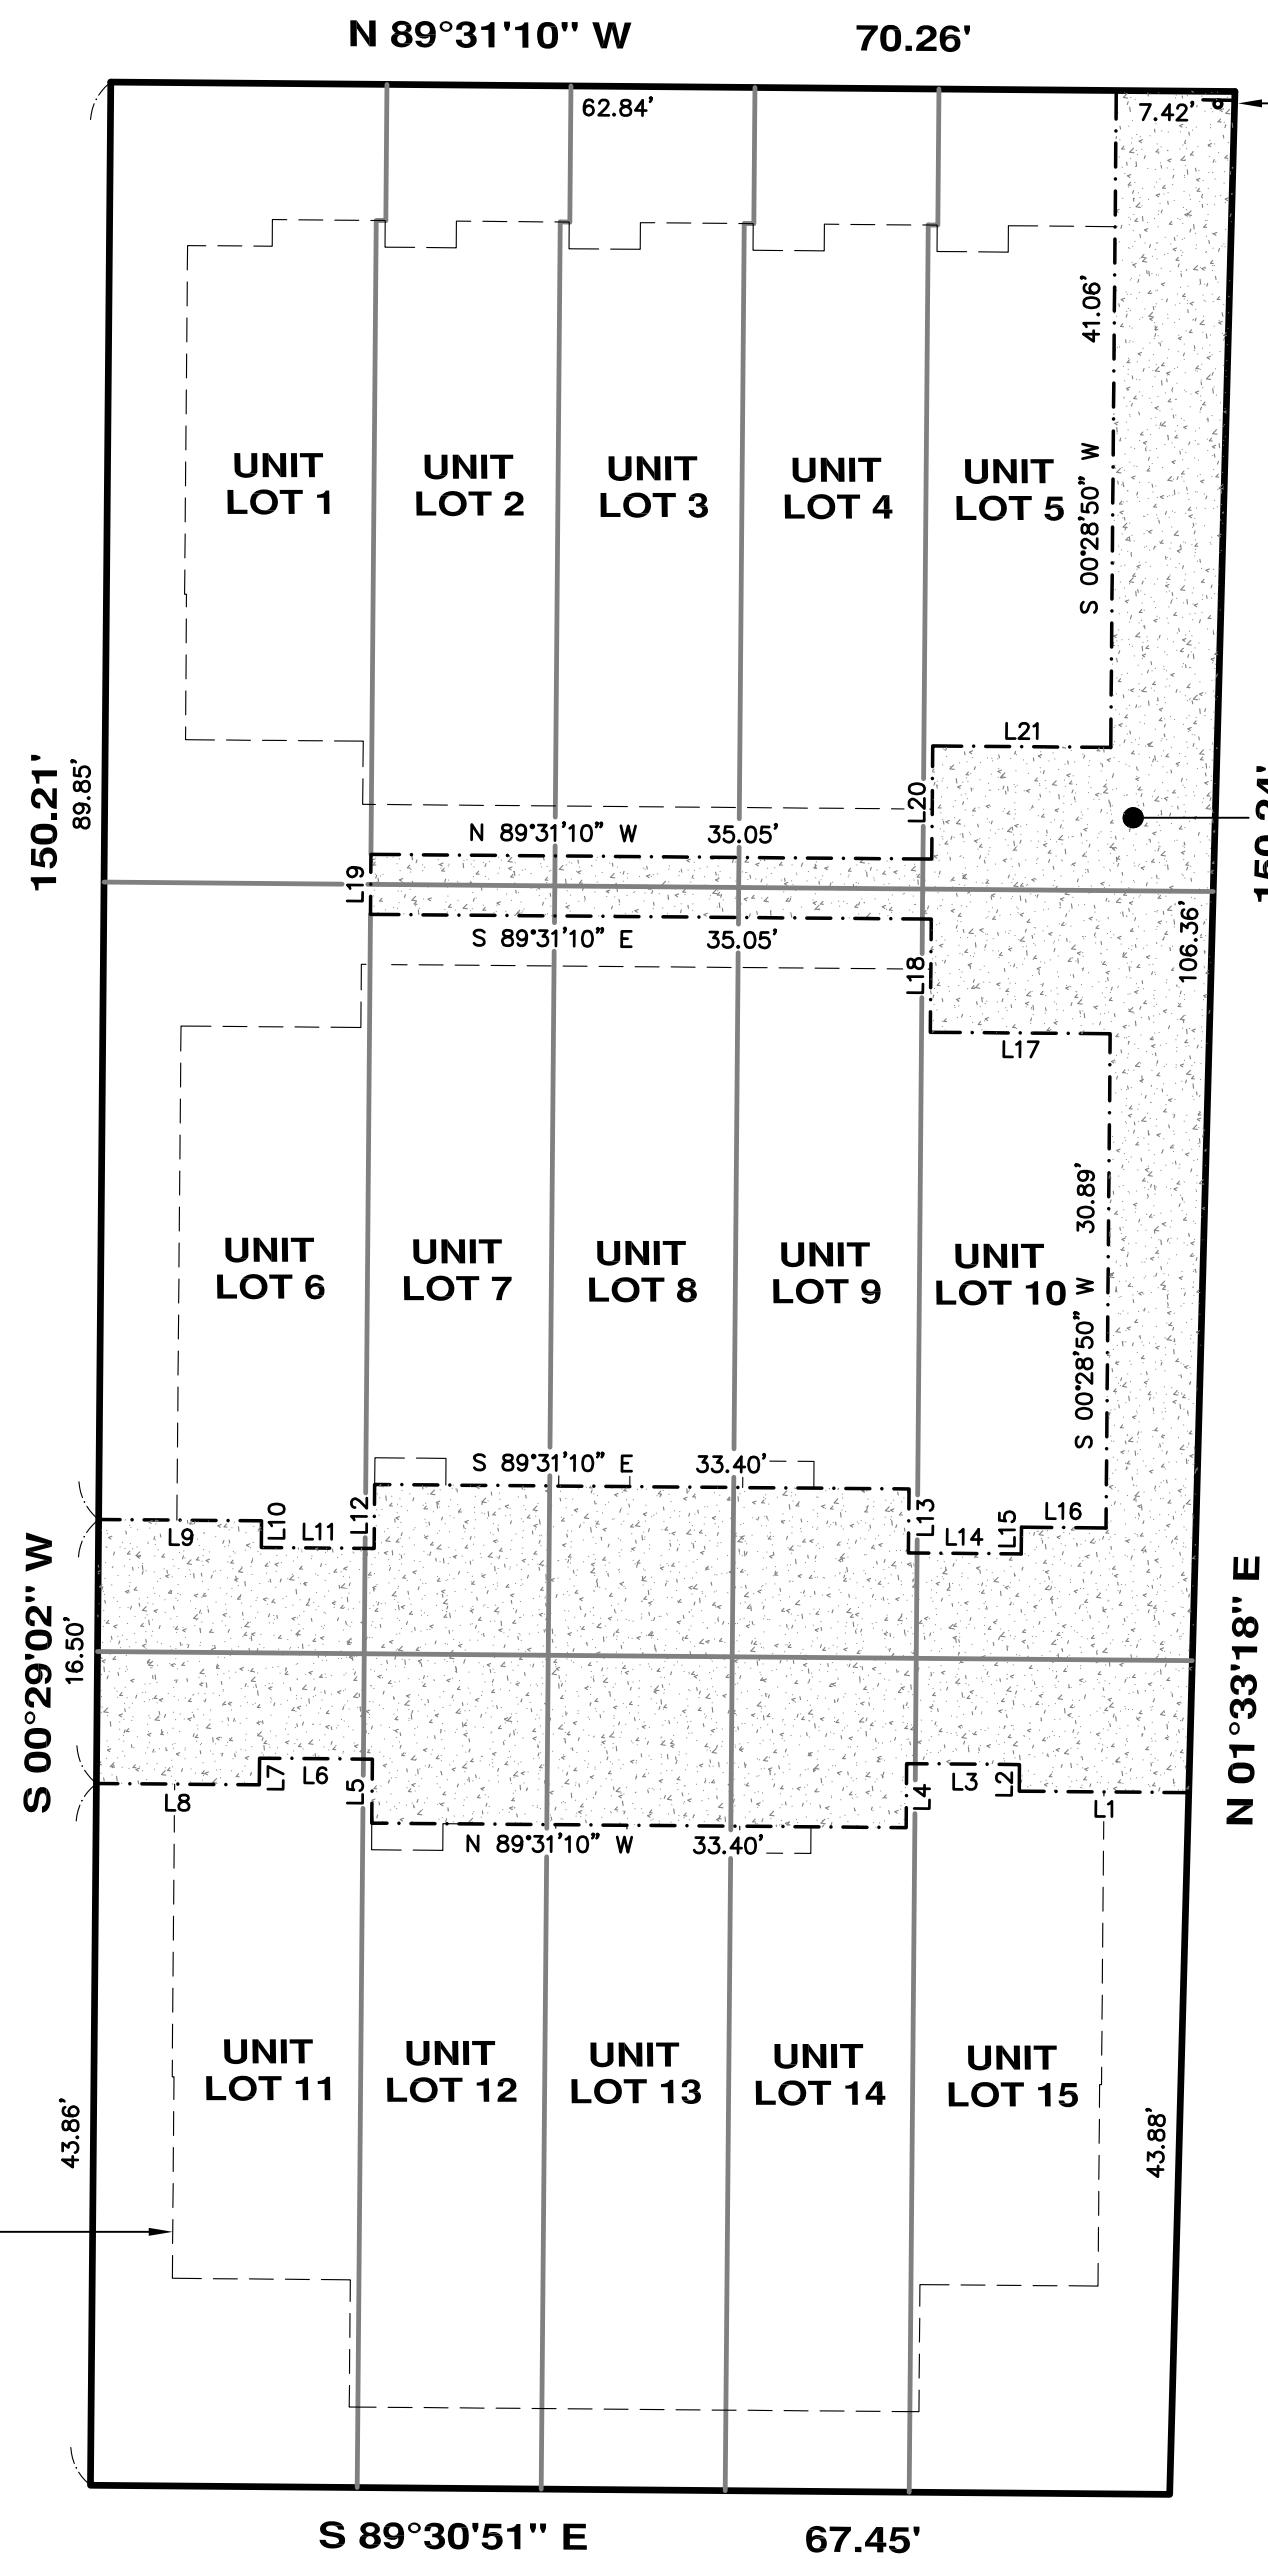 N 89°31'10" W 70.26'
62.84'
7.42'
41.06'
S 00°28'50" W
UNIT
LOT 1
UNIT
LOT 2
UNIT
LOT 3
UNIT
LOT 4
UNIT
LOT 5
L21
L20
150.21'
89.85'
N 89°31'10" W 35.05'
L19
S 89°31'10" E 35.05'
L18
106.36'
L17
30.89'
S 00°28'50" W
UNIT
LOT 6
UNIT
LOT 7
UNIT
LOT 8
UNIT
LOT 9
UNIT
LOT 10
S 89°31'10" E 33.40'
L9
L10
L11
L12
L13
L14
L15
L16
S 00°29'02" W
16.50'
N 01°33'18" E
L8
L7
L6
L5
L4
L3
L2
L1
N 89°31'10" W 33.40'
UNIT
LOT 11
UNIT
LOT 12
UNIT
LOT 13
UNIT
LOT 14
UNIT
LOT 15
43.86'
43.88'
S 89°30'51" E 67.45'